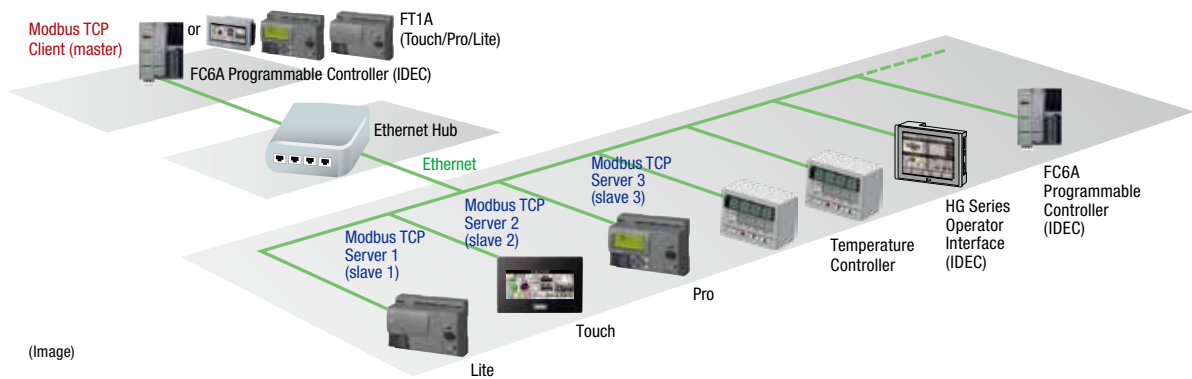 Modbus TCP
Client (master)
or
FT1A
(Touch/Pro/Lite)
FC6A Programmable Controller (IDEC)
Ethernet Hub
Ethernet
Modbus TCP
Server 1
(slave 1)
Modbus TCP
Server 2
(slave 2)
Modbus TCP
Server 3
(slave 3)
Lite
Touch
Pro
Temperature
Controller
HG Series
Operator
Interface
(IDEC)
FC6A
Programmable
Controller
(IDEC)
(Image)